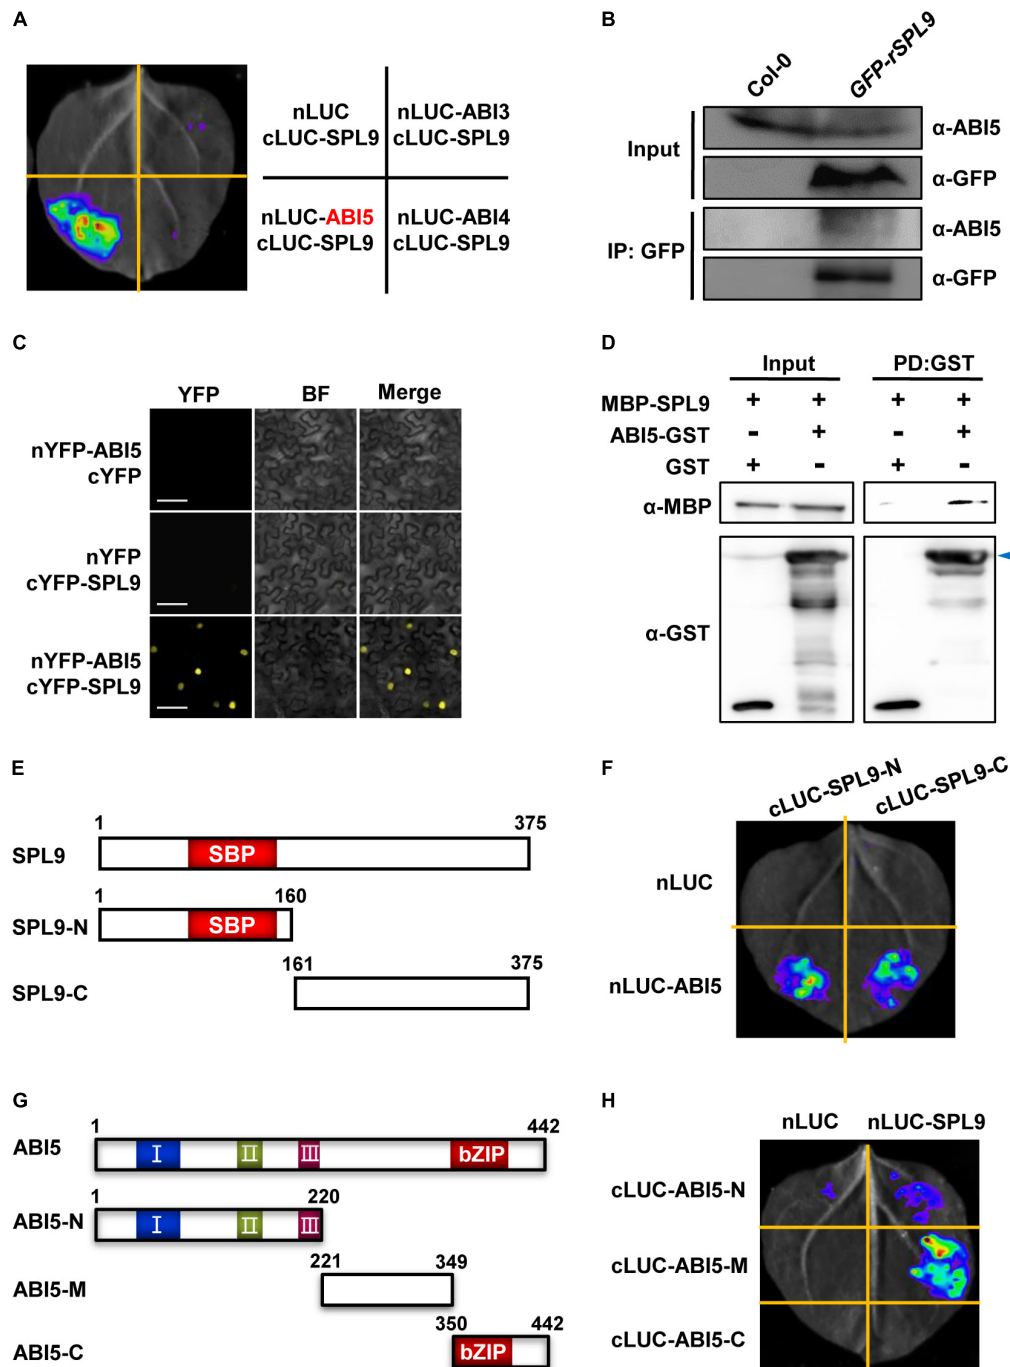 A
nLUC
cLUC-SPL9
nLUC-ABI3
cLUC-SPL9
nLUC-ABI5
cLUC-SPL9
nLUC-ABI4
cLUC-SPL9
B
Col-0
GFP-rSPL9
Input
α-ABI5
α-GFP
IP: GFP
α-ABI5
α-GFP
C
YFP BF Merge
nYFP-ABI5
cYFP
nYFP
cYFP-SPL9
nYFP-ABI5
cYFP-SPL9
D
Input PD:GST
MBP-SPL9 + + + +
ABI5-GST - + - +
GST + - + -
α-MBP
α-GST
E
1 375
SPL9 SBP
1 160
SPL9-N SBP
161 375
SPL9-C
F
cLUC-SPL9-N
cLUC-SPL9-C
nLUC
nLUC-ABI5
G
1 442
ABI5 I II III bZIP
1 220
ABI5-N I II III
221 349
ABI5-M
350 442
ABI5-C bZIP
H
nLUC nLUC-SPL9
cLUC-ABI5-N
cLUC-ABI5-M
cLUC-ABI5-C